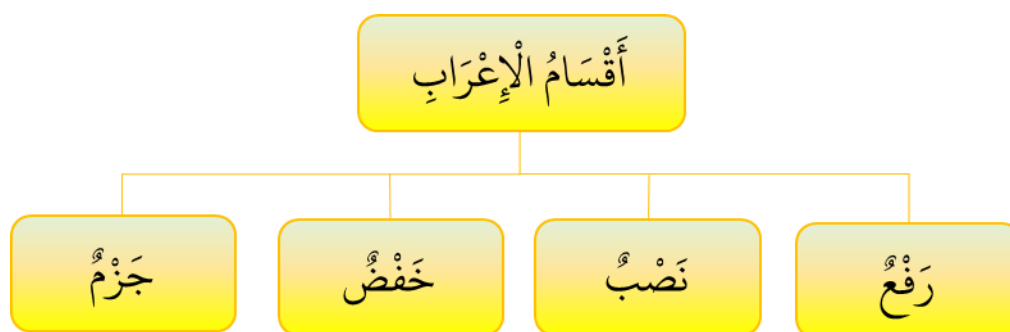 أَقْسَامُ الْإِعْرَابِ
رَفْعٌ
نَصْبٌ
خَفْضٌ
جَزْمٌ